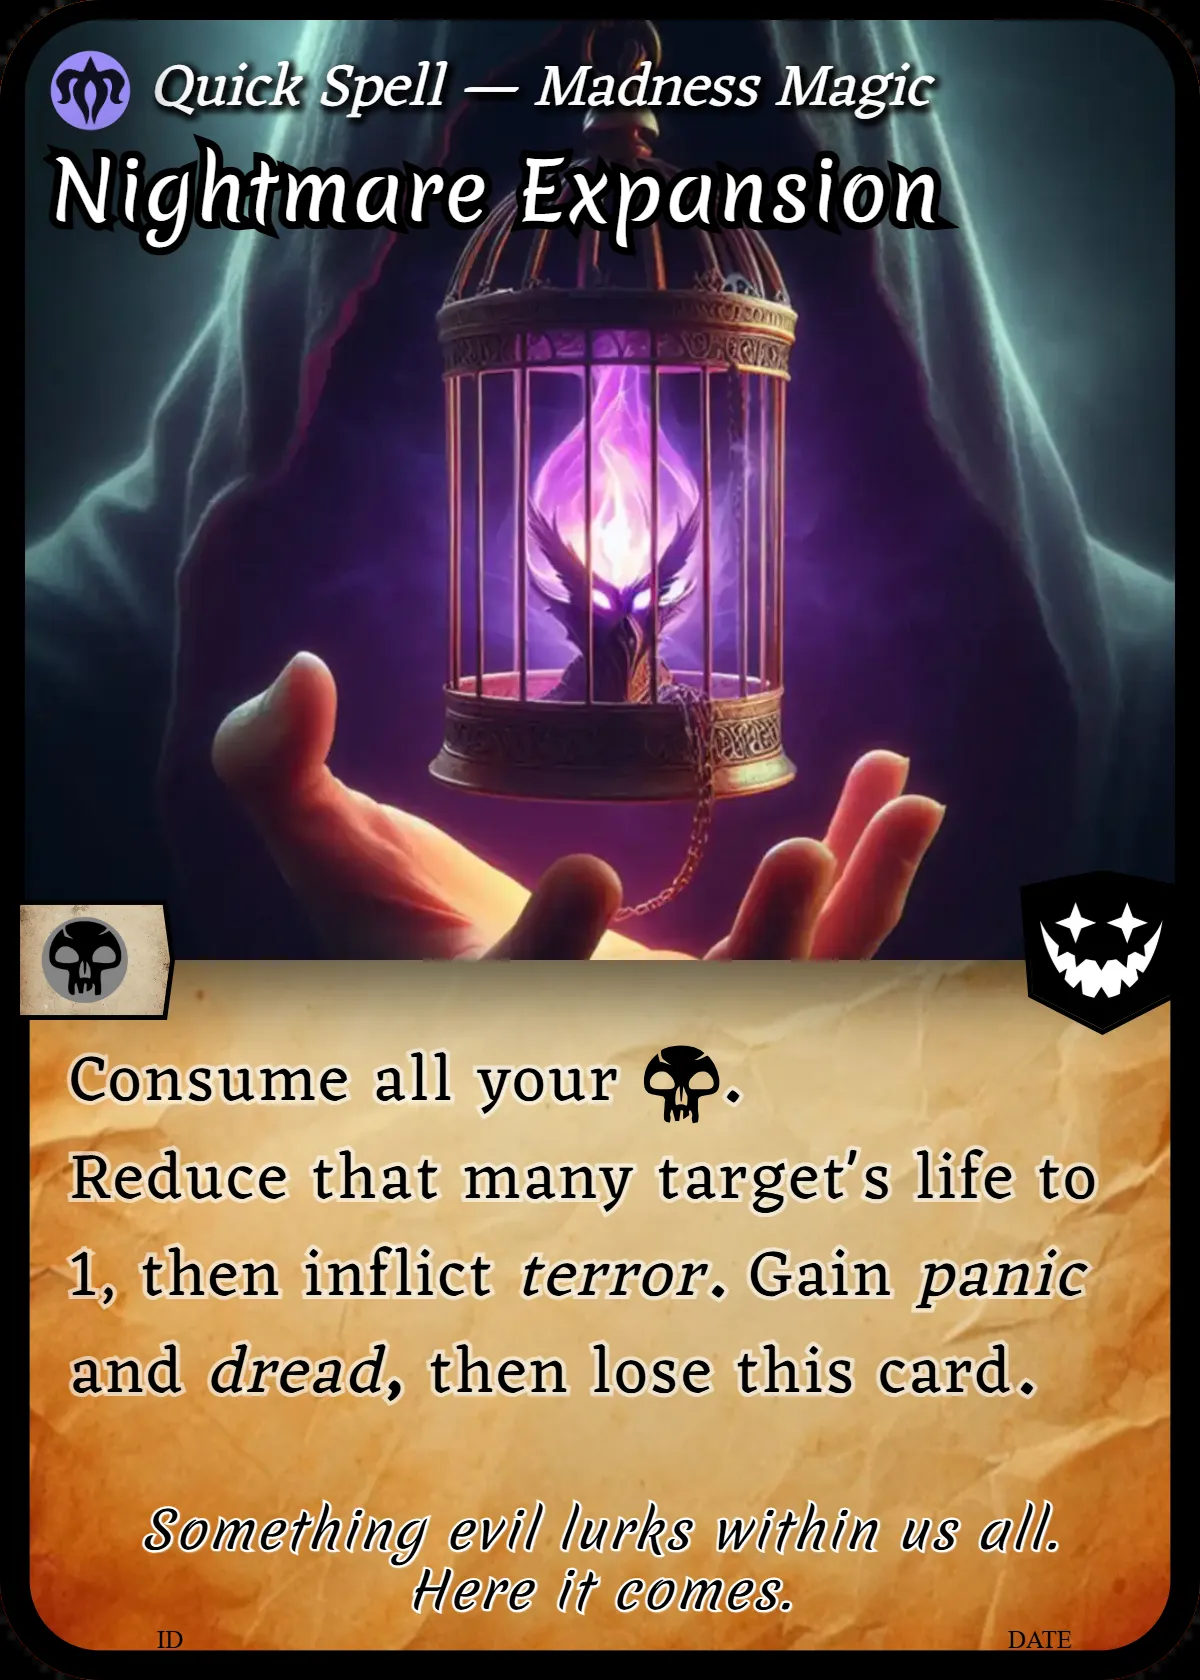 Quick Spell — Madness Magic
Nightmare Expansion
Consume all your .
Reduce that many target's life to
1, then inflict terror. Gain panic
and dread, then lose this card.
Something evil lurks within us all.
Here it comes.
ID DATE